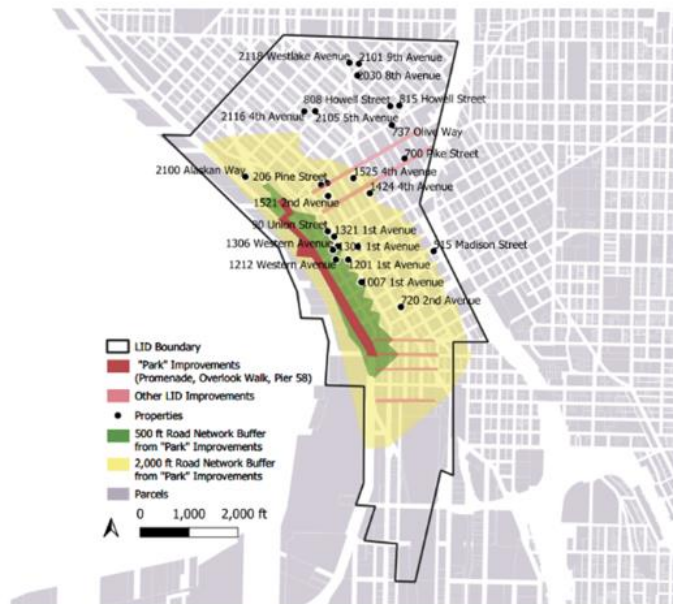 2118 Westlake Avenue
2101 9th Avenue
2030 8th Avenue
808 Howell Street
815 Howell Street
2116 4th Avenue
2105 5th Avenue
737 Olive Way
700 Pike Street
2100 Alaskan Way
206 Pine Street
1525 4th Avenue
1424 4th Avenue
1521 2nd Avenue
90 Union Street
1321 1st Avenue
1306 Western Avenue
1301 1st Avenue
915 Madison Street
1212 Western Avenue
1201 1st Avenue
1007 1st Avenue
720 2nd Avenue
LID Boundary
"Park" Improvements
(Promenade, Overlook Walk, Pier 58)
Other LID Improvements
Properties
500 ft Road Network Buffer
from "Park" Improvements
2,000 ft Road Network Buffer
from "Park" Improvements
Parcels
0 1,000 2,000 ft